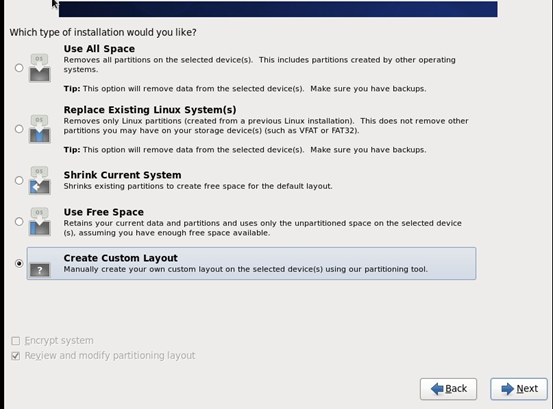 Which type of installation would you like?
Use All Space
Removes all partitions on the selected device(s).  This includes partitions created by other operating
systems.
Tip: This option will remove data from the selected device(s).  Make sure you have backups.
Replace Existing Linux System(s)
Removes only Linux partitions (created from a previous Linux installation).  This does not remove other
partitions you may have on your storage device(s) (such as VFAT or FAT32).
Tip: This option will remove data from the selected device(s).  Make sure you have backups.
Shrink Current System
Shrinks existing partitions to create free space for the default layout.
Use Free Space
Retains your current data and partitions and uses only the unpartitioned space on the selected device
(s), assuming you have enough free space available.
Create Custom Layout
Manually create your own custom layout on the selected device(s) using our partitioning tool.
Encrypt system
Review and modify partitioning layout
Back Next